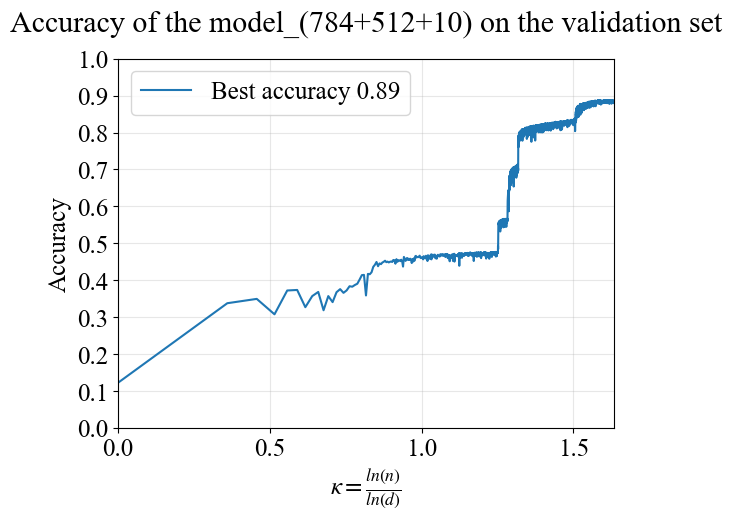 Accuracy of the model_(784+512+10) on the validation set
1.0
Best accuracy 0.89
0.9
0.8
0.7
0.6
0.5
0.4
0.3
0.2
0.1
0.0
Accuracy
0.0 0.5 1.0 1.5
κ = ln(n)/ln(d)